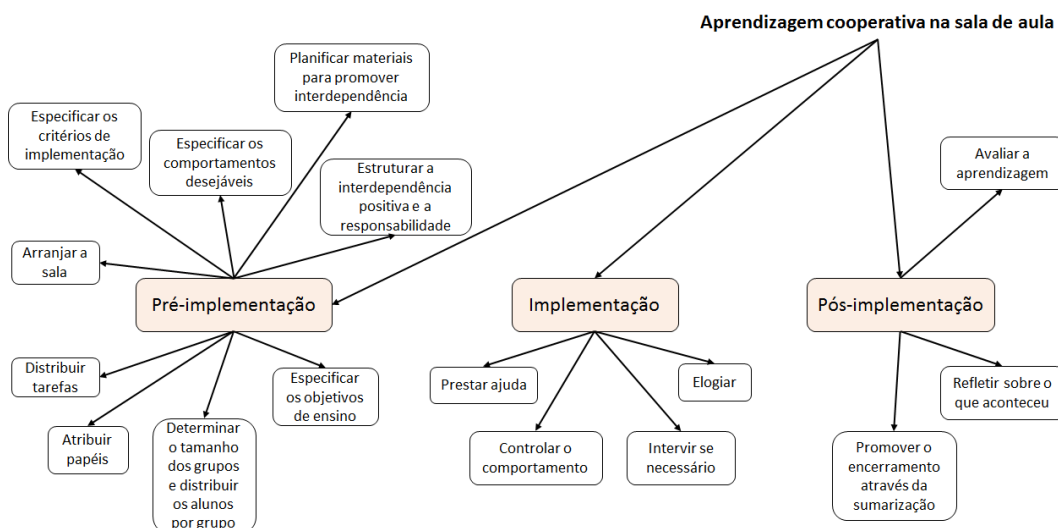 Aprendizagem cooperativa na sala de aula
Planificar materiais
para promover
interdependência
Especificar os
critérios de
implementação
Especificar os
comportamentos
desejáveis
Estruturar a
interdependência
positiva e a
responsabilidade
Avaliar a
aprendizagem
Arranjar a
sala
Pré-implementação
Implementação
Pós-implementação
Distribuir
tarefas
Especificar
os objetivos
de ensino
Atribuir
papéis
Determinar
o tamanho
dos grupos
e distribuir
os alunos
por grupo
Prestar ajuda
Elogiar
Controlar o
comportamento
Intervir se
necessário
Refletir sobre o
que aconteceu
Promover o
encerramento
através da
sumarização